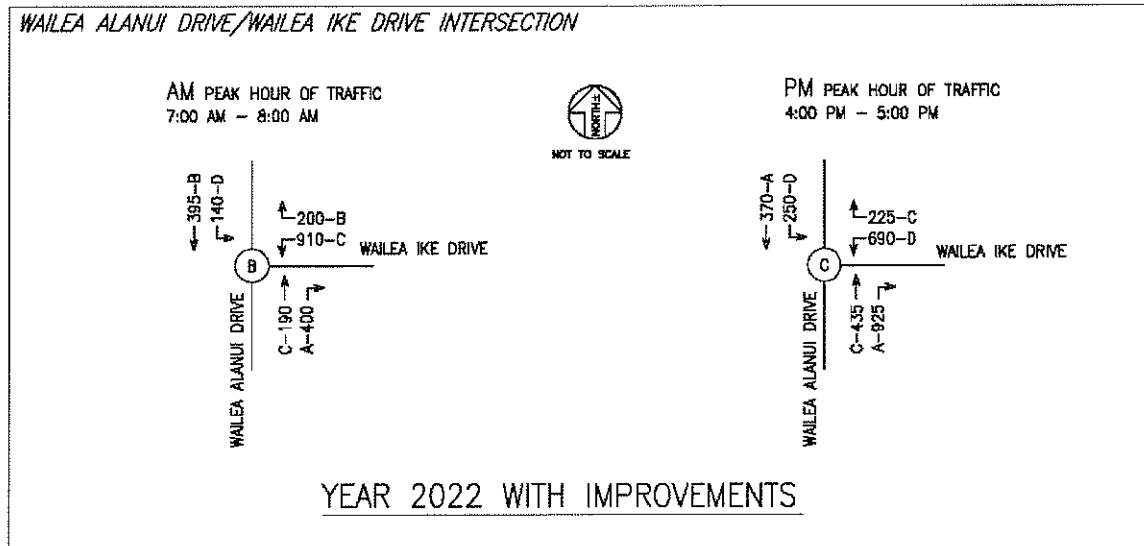 WAILEA ALANUI DRIVE/WAILEA IKE DRIVE INTERSECTION
AM PEAK HOUR OF TRAFFIC
7:00 AM - 8:00 AM
NORTH
NOT TO SCALE
PM PEAK HOUR OF TRAFFIC
4:00 PM - 5:00 PM
395-B
140-D
200-B
910-C
WAILEA IKE DRIVE
B
C-190
A-400
WAILEA ALANUI DRIVE
370-A
250-D
225-C
690-D
WAILEA IKE DRIVE
C
C-435
A-925
WAILEA ALANUI DRIVE
YEAR 2022 WITH IMPROVEMENTS